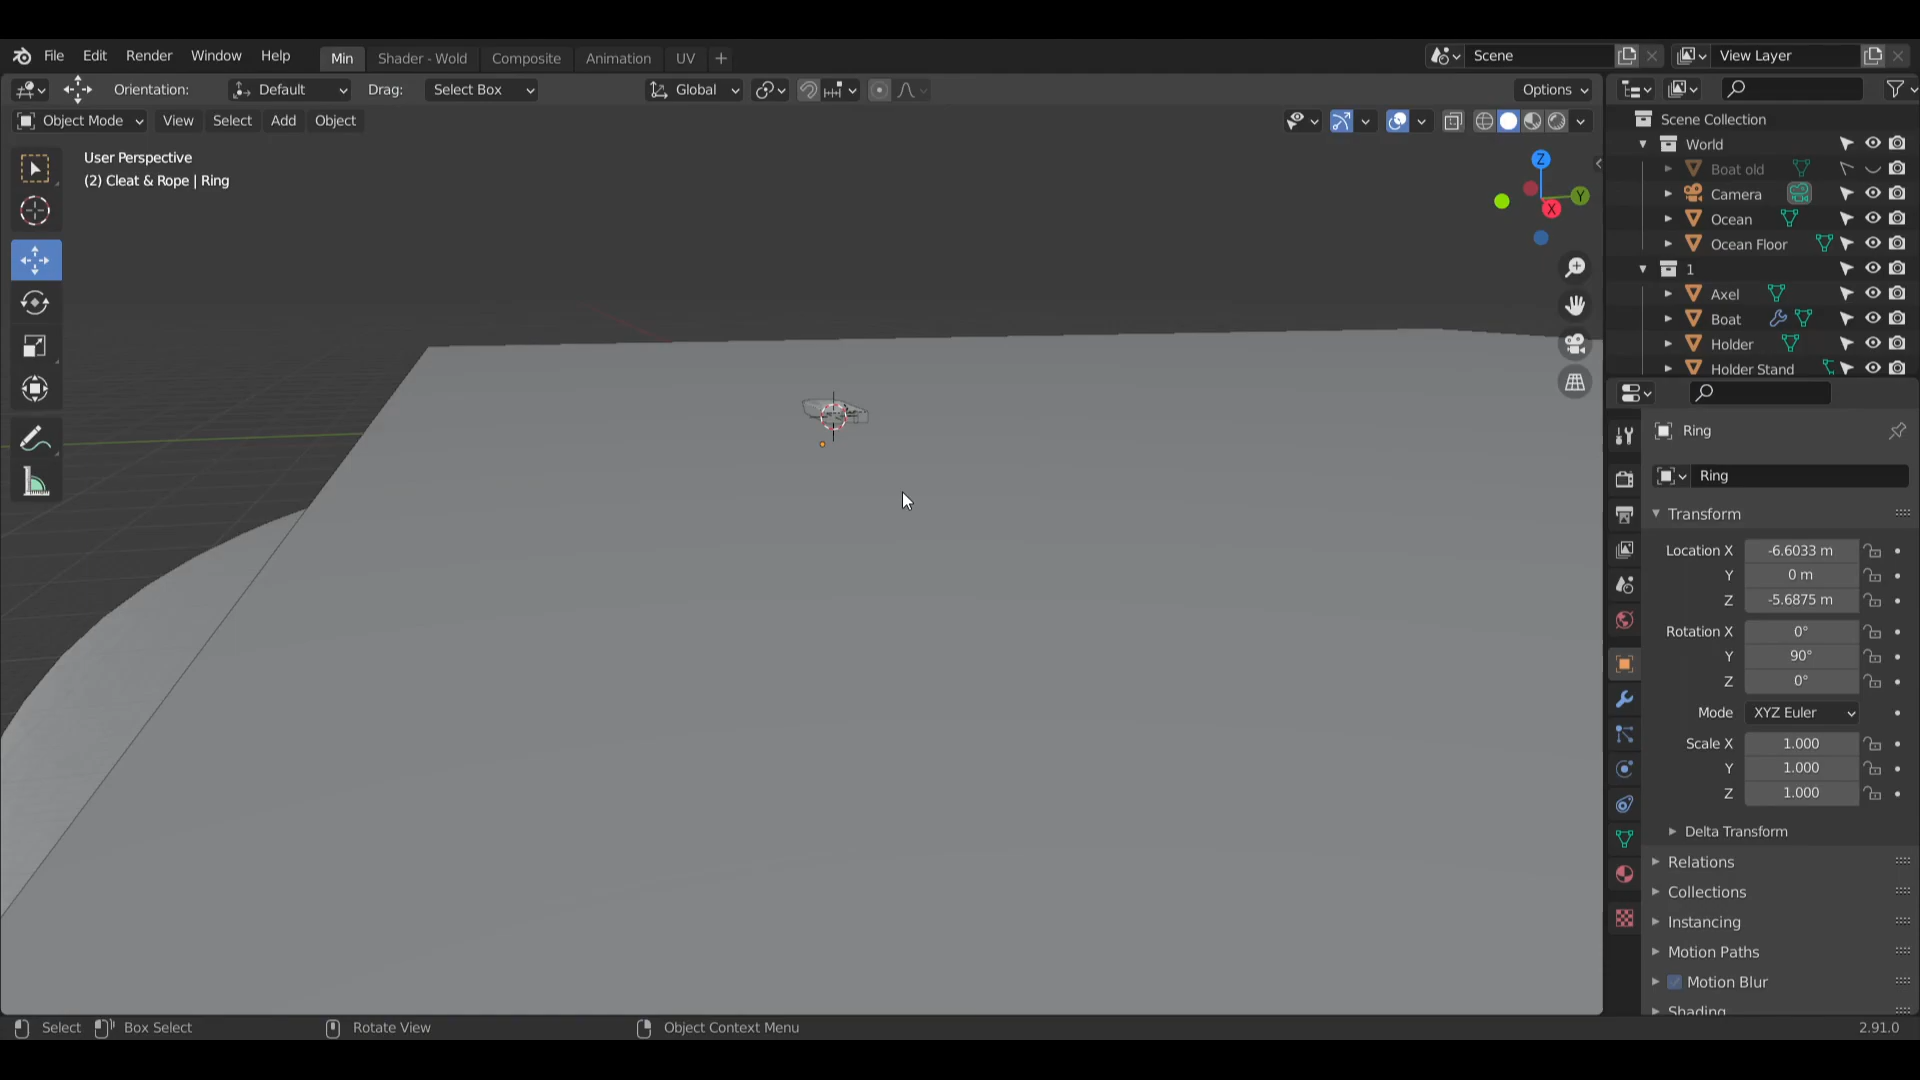 File Edit Render Window Help Min Shader - Wold Composite Animation UV + Scene View Layer
Orientation: Default Drag: Select Box Global Options
Object Mode View Select Add Object
User Perspective
(2) Cleat & Rope | Ring
Z
Y
X
Scene Collection
World
Boat old
Camera
Ocean
Ocean Floor
1
Axel
Boat
Holder
Holder Stand
Ring
Ring
Transform
Location X -6.6033 m
Y 0 m
Z -5.6875 m
Rotation X 0°
Y 90°
Z 0°
Mode XYZ Euler
Scale X 1.000
Y 1.000
Z 1.000
Delta Transform
Relations
Collections
Instancing
Motion Paths
Motion Blur
Shading
Select Box Select Rotate View Object Context Menu 2.91.0